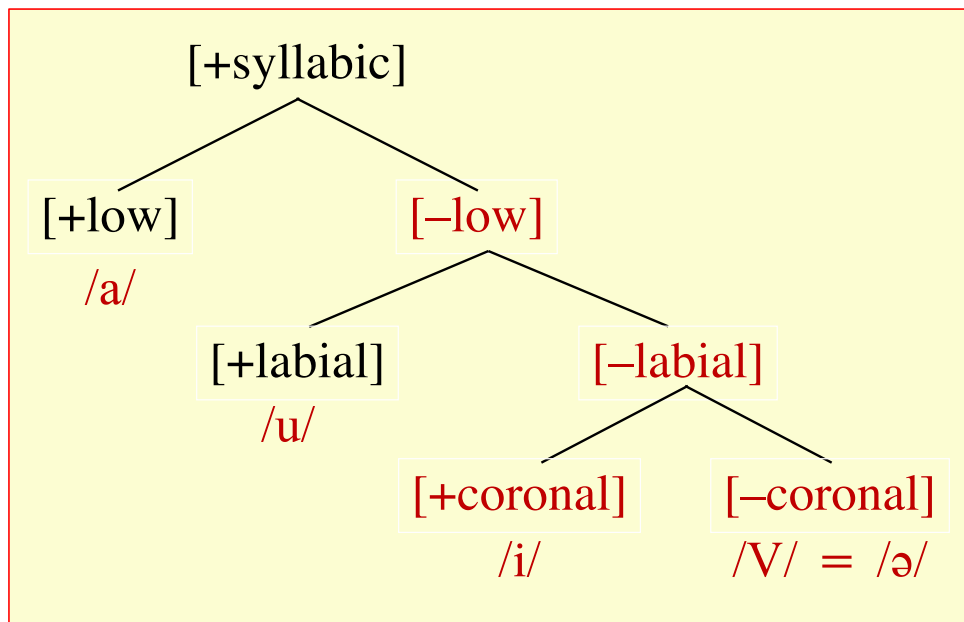 [+syllabic]
[+low] [–low]
/a/
[+labial] [–labial]
/u/
[+coronal] [–coronal]
/i/ /V/ = /ə/